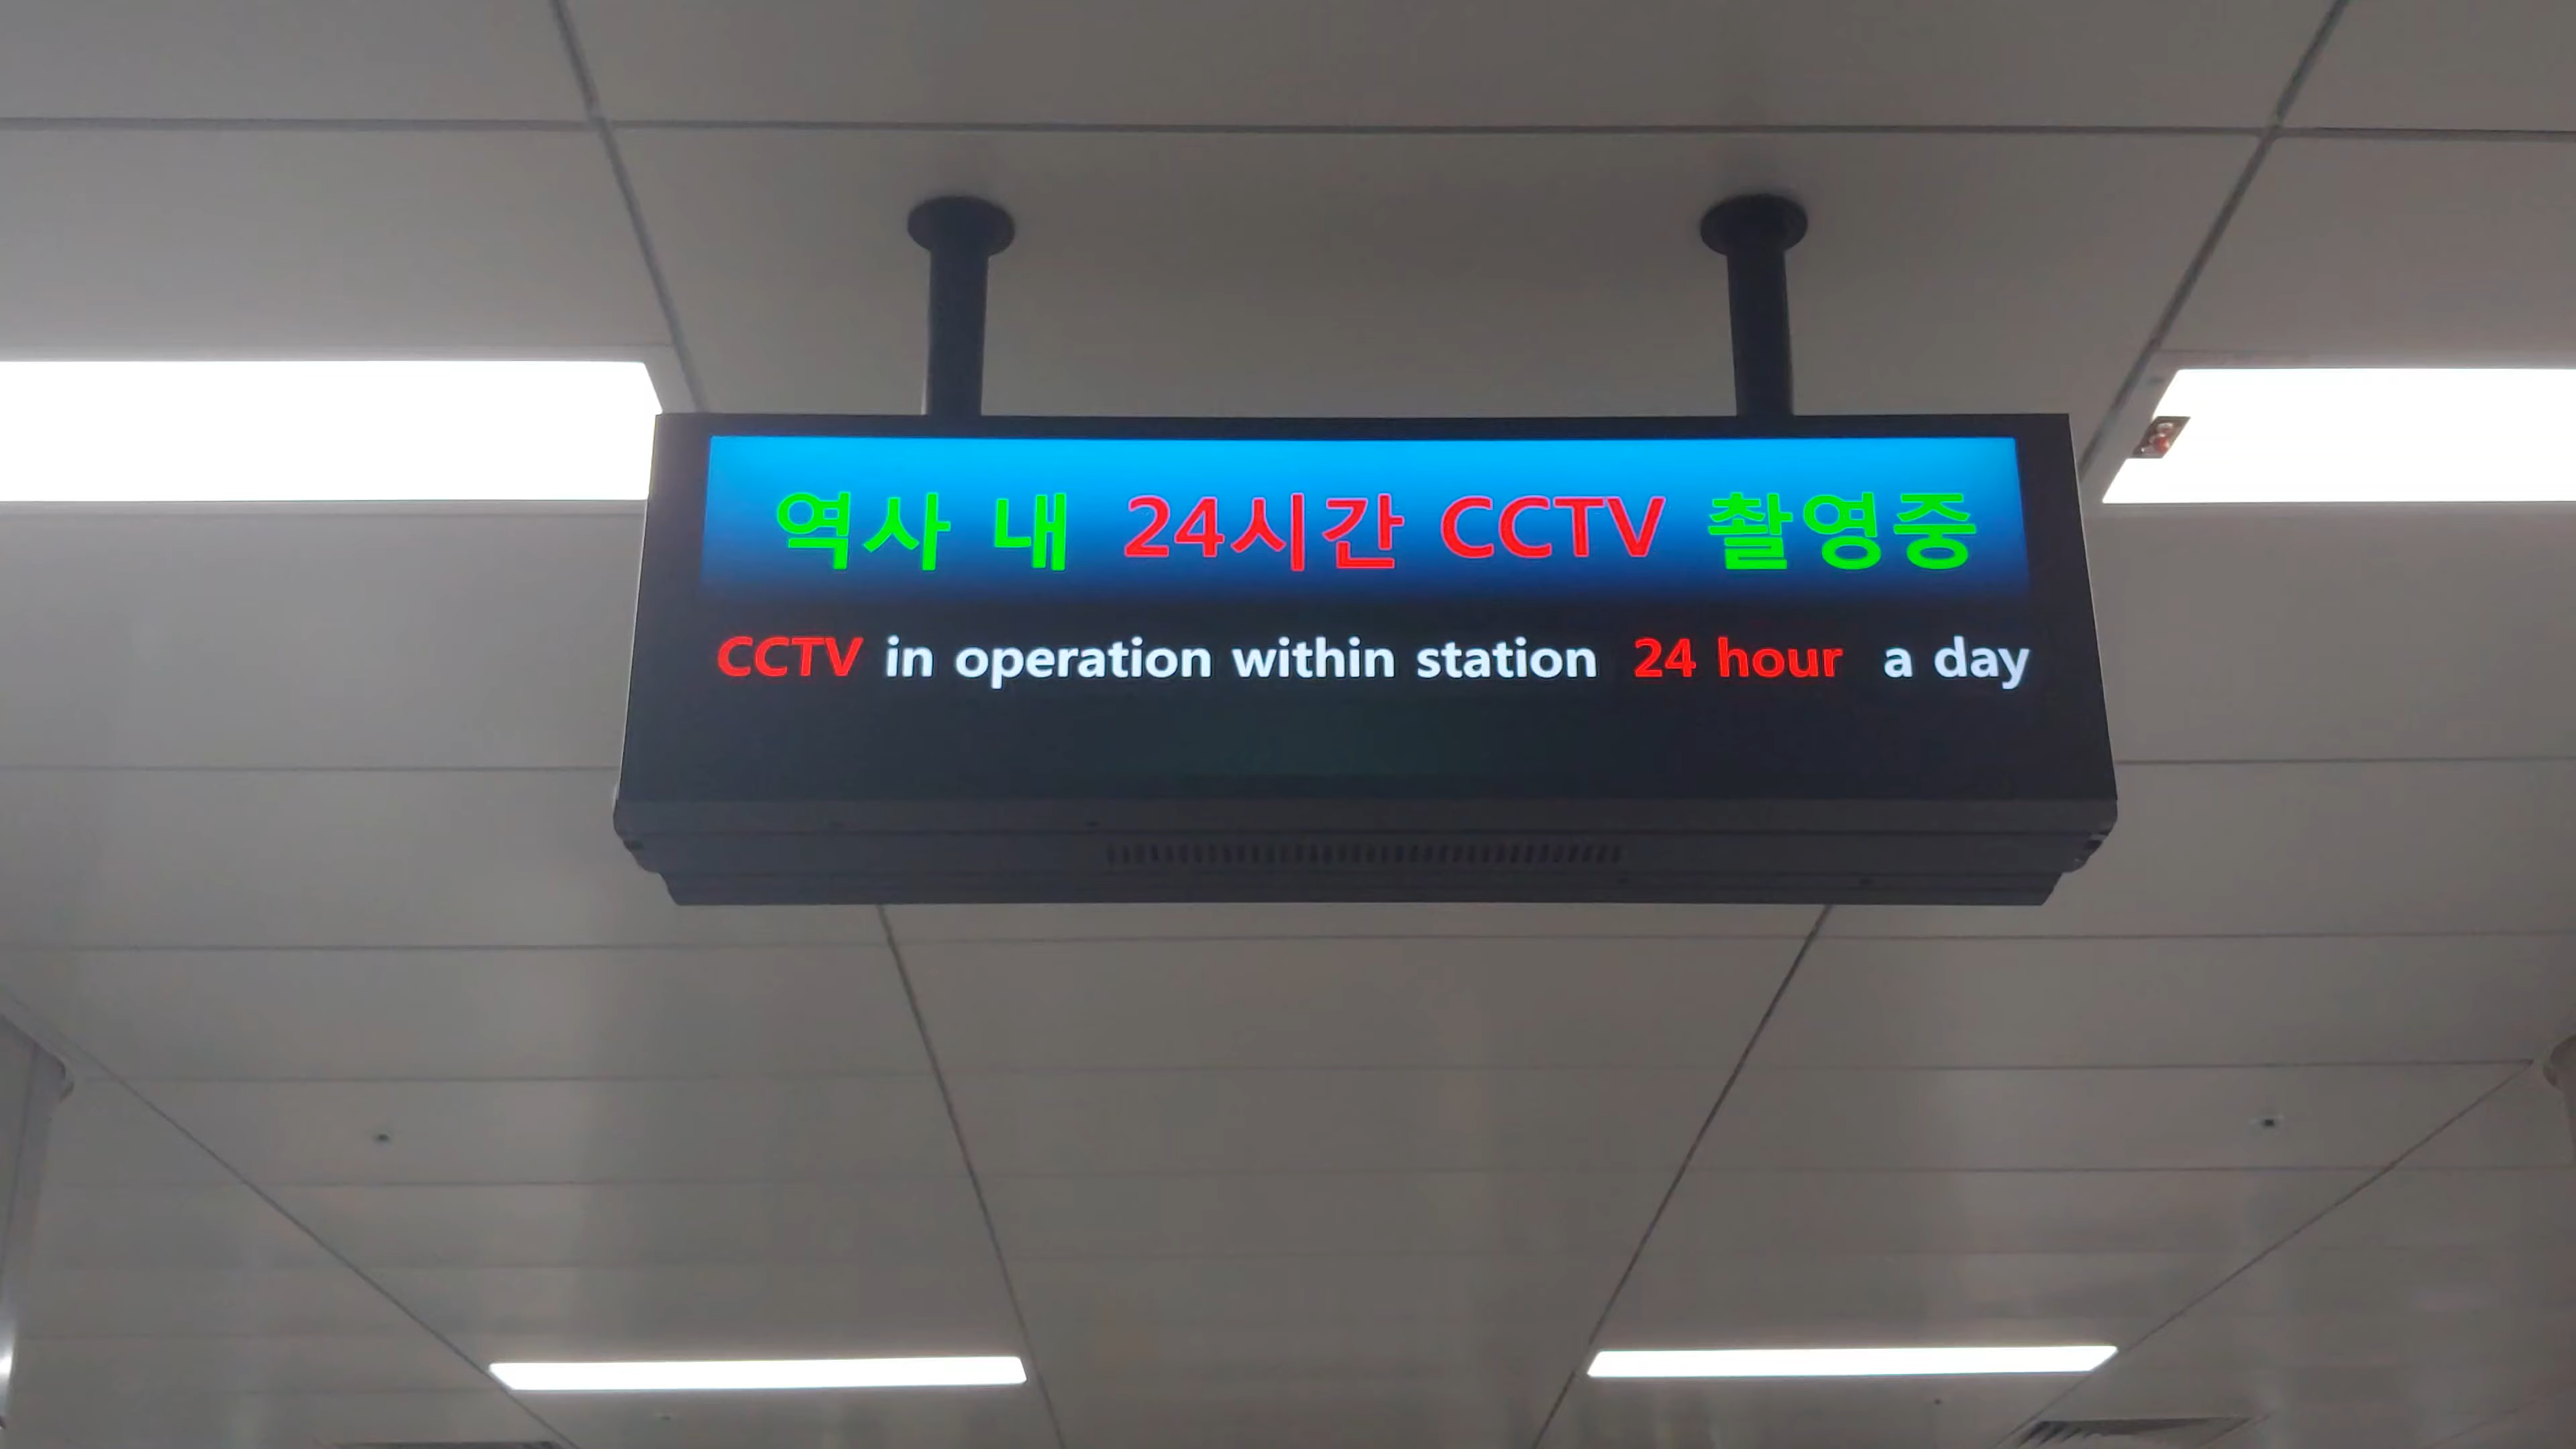 역사 내 24시간 CCTV 촬영중
CCTV in operation within station 24 hour a day